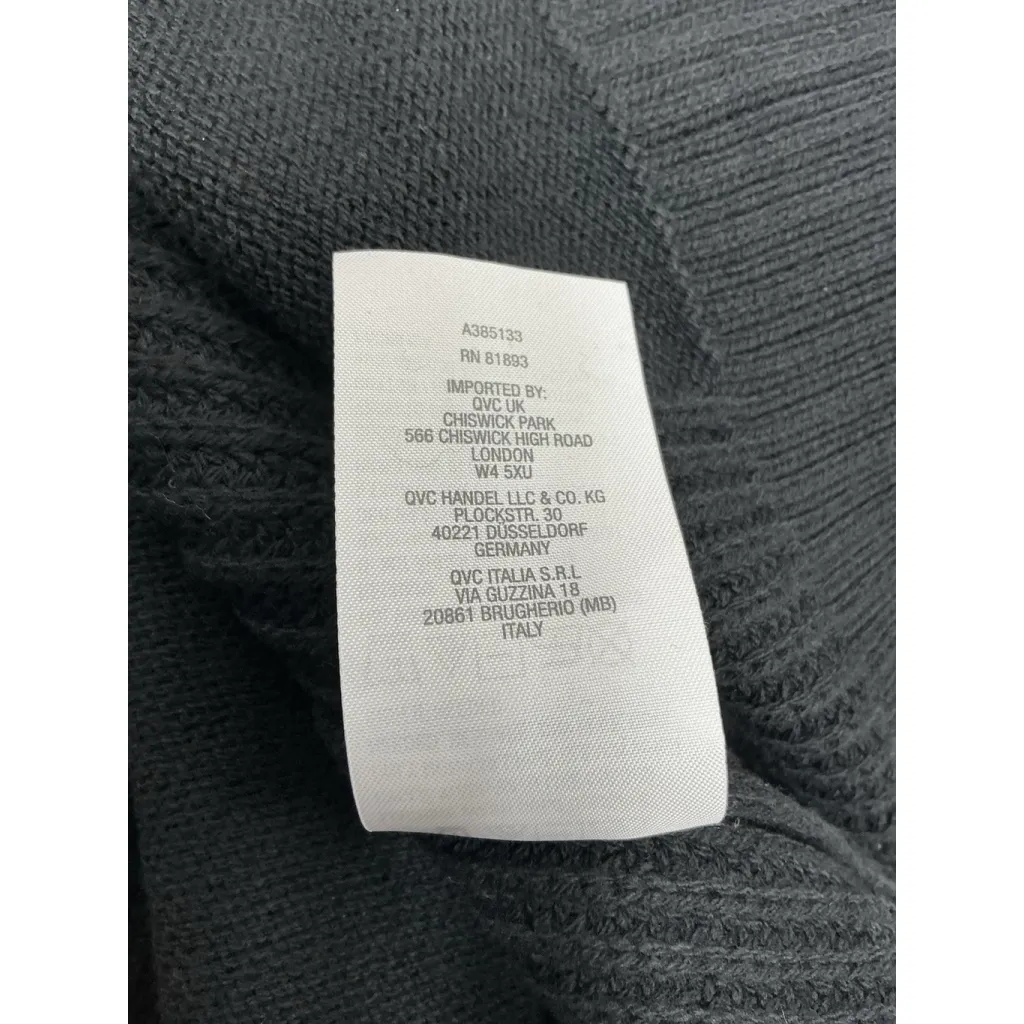 A385133
RN 81893
IMPORTED BY:
QVC UK
CHISWICK PARK
566 CHISWICK HIGH ROAD
LONDON
W4 5XU
QVC HANDEL LLC & CO. KG
PLOCKSTR. 30
40221 DÜSSELDORF
GERMANY
QVC ITALIA S.R.L
VIA GUZZINA 18
20861 BRUGHERIO (MB)
ITALY